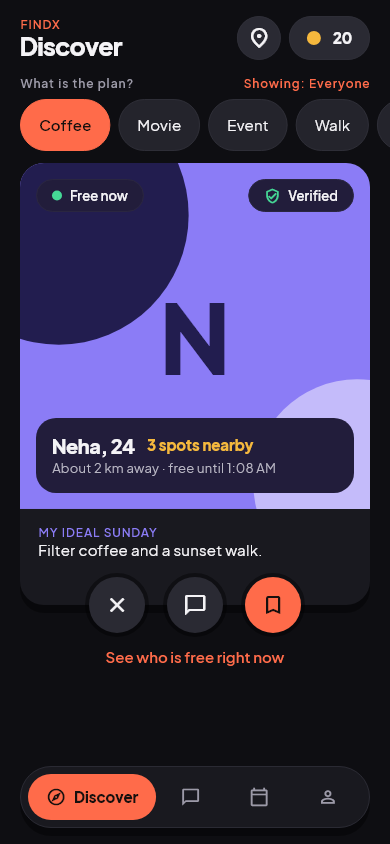 FINDX
Discover
20
What is the plan?
Showing: Everyone
Coffee
Movie
Event
Walk
Free now
Verified
N
Neha, 24 3 spots nearby
About 2 km away · free until 1:08 AM
MY IDEAL SUNDAY
Filter coffee and a sunset walk.
See who is free right now
Discover